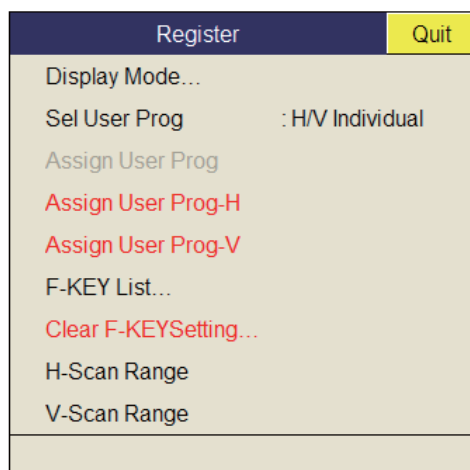 Register Quit
Display Mode...
Sel User Prog : H/V Individual
Assign User Prog
Assign User Prog-H
Assign User Prog-V
F-KEY List...
Clear F-KEYSetting...
H-Scan Range
V-Scan Range